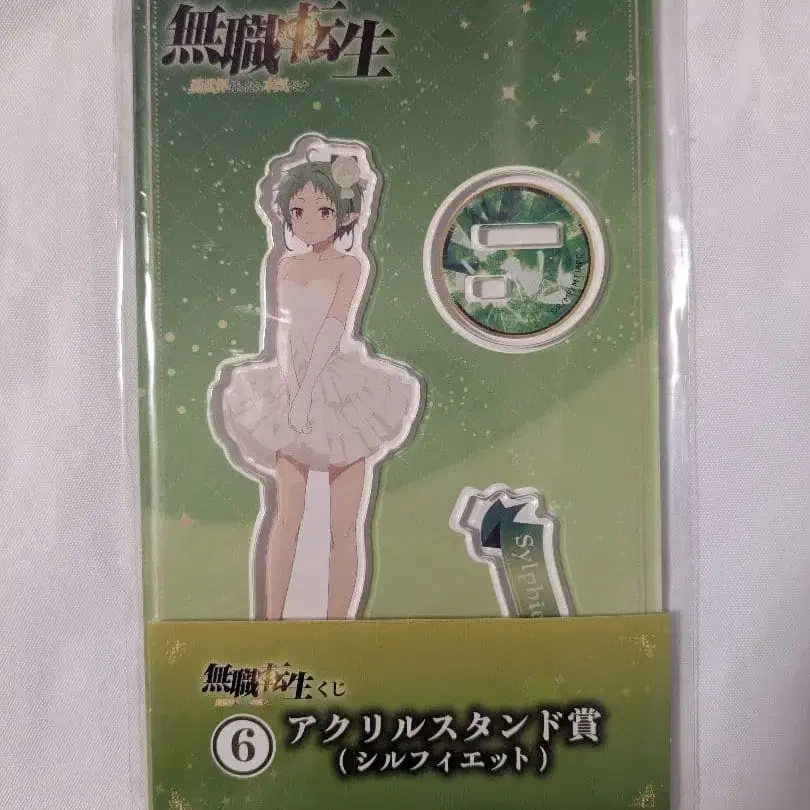 無職転生
Sylphie
無職転生くじ
⑥ アクリルスタンド賞
(シルフィエット)